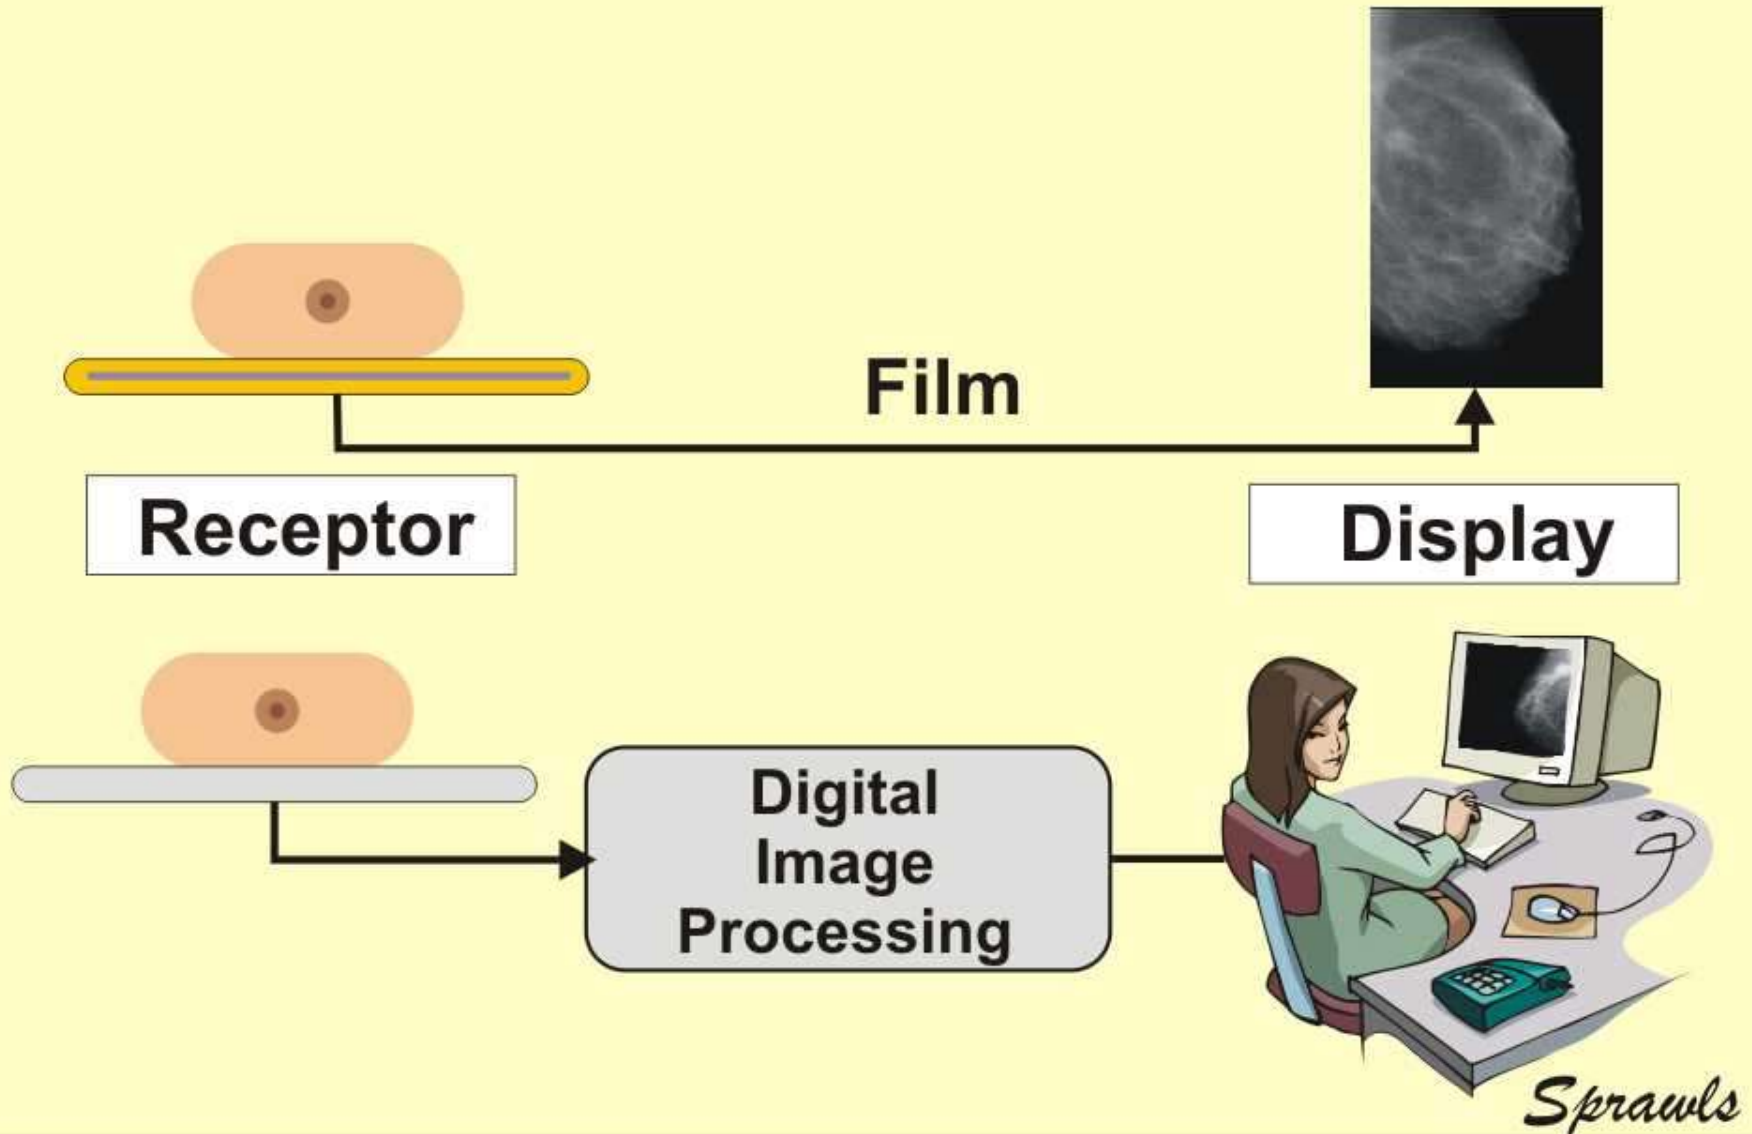 Film
Receptor
Display
Digital
Image
Processing
Sprawls